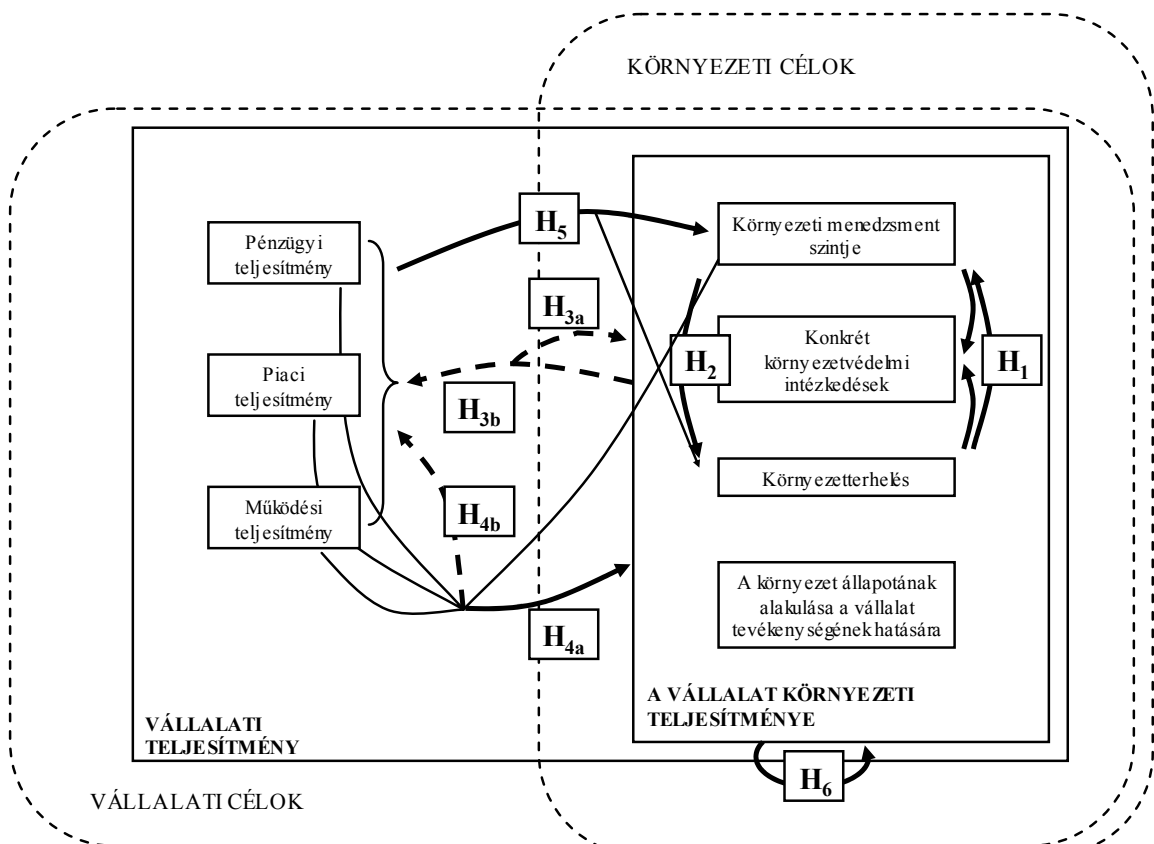 KÖRNYEZETI CÉLOK
H5
Környezeti menedzsment
szintje
Pénzügyi
teljesítmény
H3a
Konkrét
környezetvédelmi
intézkedések
H2
H1
Piaci
teljesítmény
H3b
Környezetterhelés
Működési
teljesítmény
H4b
A környezet állapotának
alakulása a vállalat
tevékenységének hatására
H4a
A VÁLLALAT KÖRNYEZETI
TELJESÍTMÉNYE
VÁLLALATI
TELJESÍTMÉNY
H6
VÁLLALATI CÉLOK